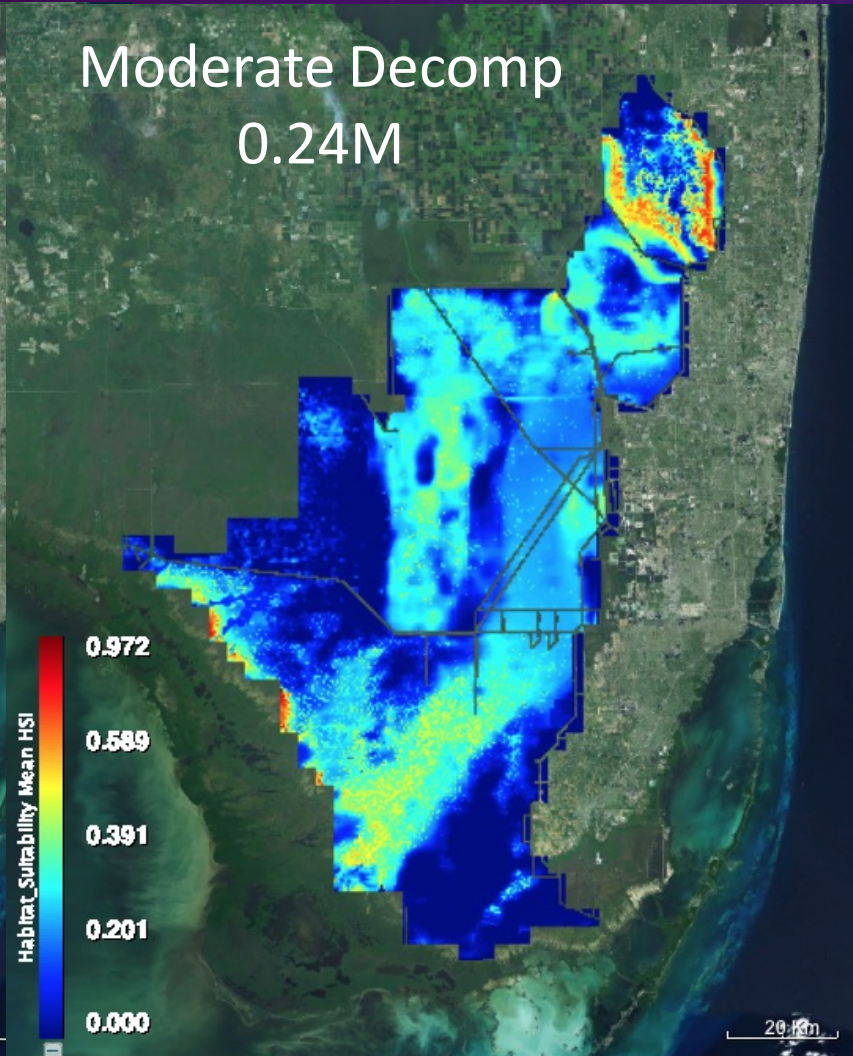 Moderate Decomp
0.24M
Habitat_Suitability Mean HSI
0.972
0.589
0.391
0.201
0.000
20 Km